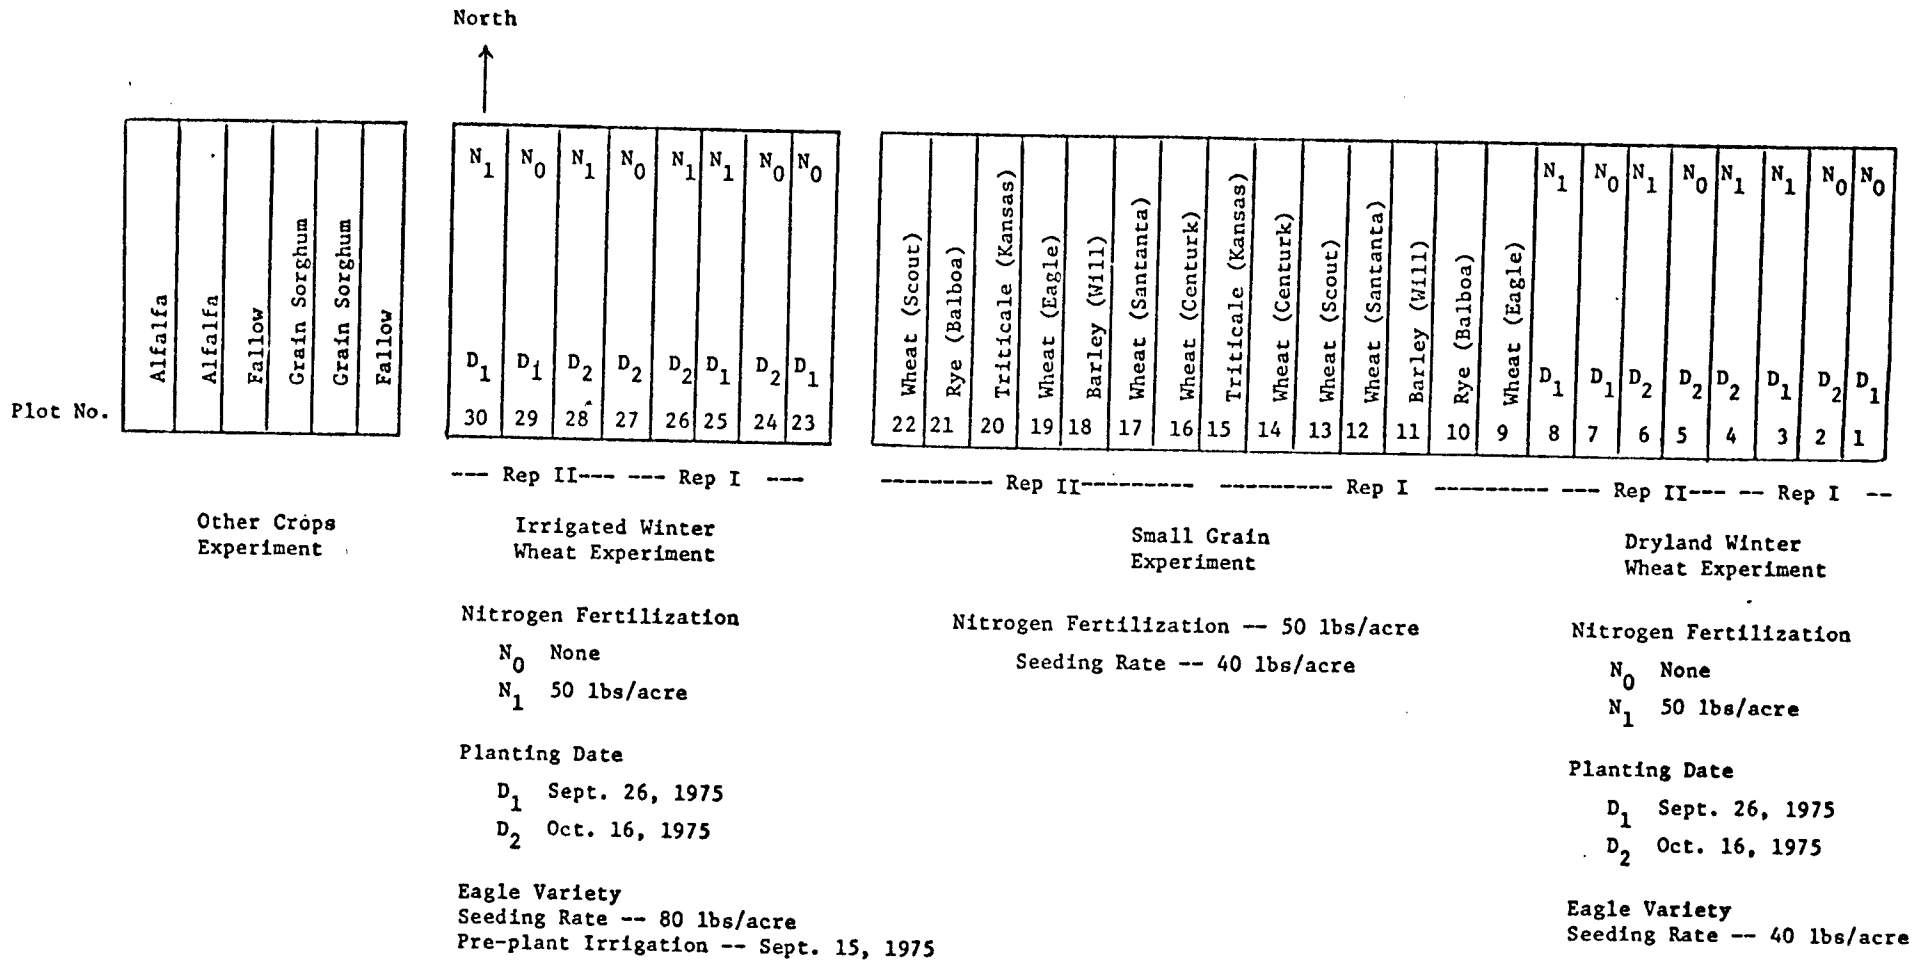 North
Alfalfa
Alfalfa
Fallow
Grain Sorghum
Grain Sorghum
Fallow
N1 N0 N1 N0 N1 N1 N0 N0
D1 D1 D2 D2 D2 D1 D2 D1
Wheat (Scout)
Rye (Balboa)
Triticale (Kansas)
Wheat (Eagle)
Barley (Will)
Wheat (Santanta)
Wheat (Centurk)
Triticale (Kansas)
Wheat (Centurk)
Wheat (Scout)
Wheat (Santanta)
Barley (Will)
Rye (Balboa)
Wheat (Eagle)
N1 N0 N1 N0 N1 N1 N0 N0
D1 D1 D2 D2 D2 D1 D2 D1
Plot No.
30 29 28 27 26 25 24 23
22 21 20 19 18 17 16 15 14 13 12 11 10 9 8 7 6 5 4 3 2 1
--- Rep II--- --- Rep I ---
--------- Rep II--------- --------- Rep I --------- --- Rep II--- -- Rep I --
Other Crops
Experiment
Irrigated Winter
Wheat Experiment
Nitrogen Fertilization
N0 None
N1 50 lbs/acre
Planting Date
D1 Sept. 26, 1975
D2 Oct. 16, 1975
Eagle Variety
Seeding Rate -- 80 lbs/acre
Pre-plant Irrigation -- Sept. 15, 1975
Small Grain
Experiment
Nitrogen Fertilization -- 50 lbs/acre
Seeding Rate -- 40 lbs/acre
Dryland Winter
Wheat Experiment
Nitrogen Fertilization
N0 None
N1 50 lbs/acre
Planting Date
D1 Sept. 26, 1975
D2 Oct. 16, 1975
Eagle Variety
Seeding Rate -- 40 lbs/acre